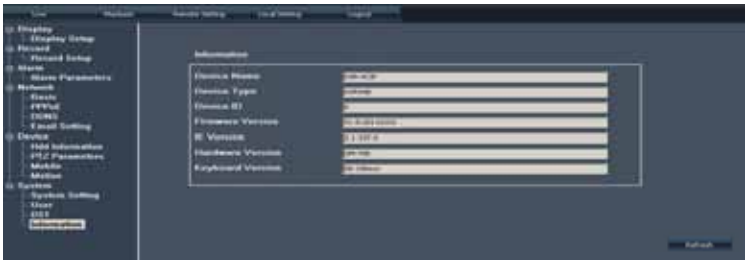 Live Playback Remote Setting Local Setting Logout
Display
Display Setup
Record
Record Setup
Alarm
Alarm Parameters
Network
Basic
PPPoE
DDNS
Email Setting
Device
Hdd Information
PTZ Parameters
Mobile
Motion
System
System Setting
User
DST
Information
Information
Device Name
Device Type
Device ID
Firmware Version
IE Version
Hardware Version
Keyboard Version
Refresh